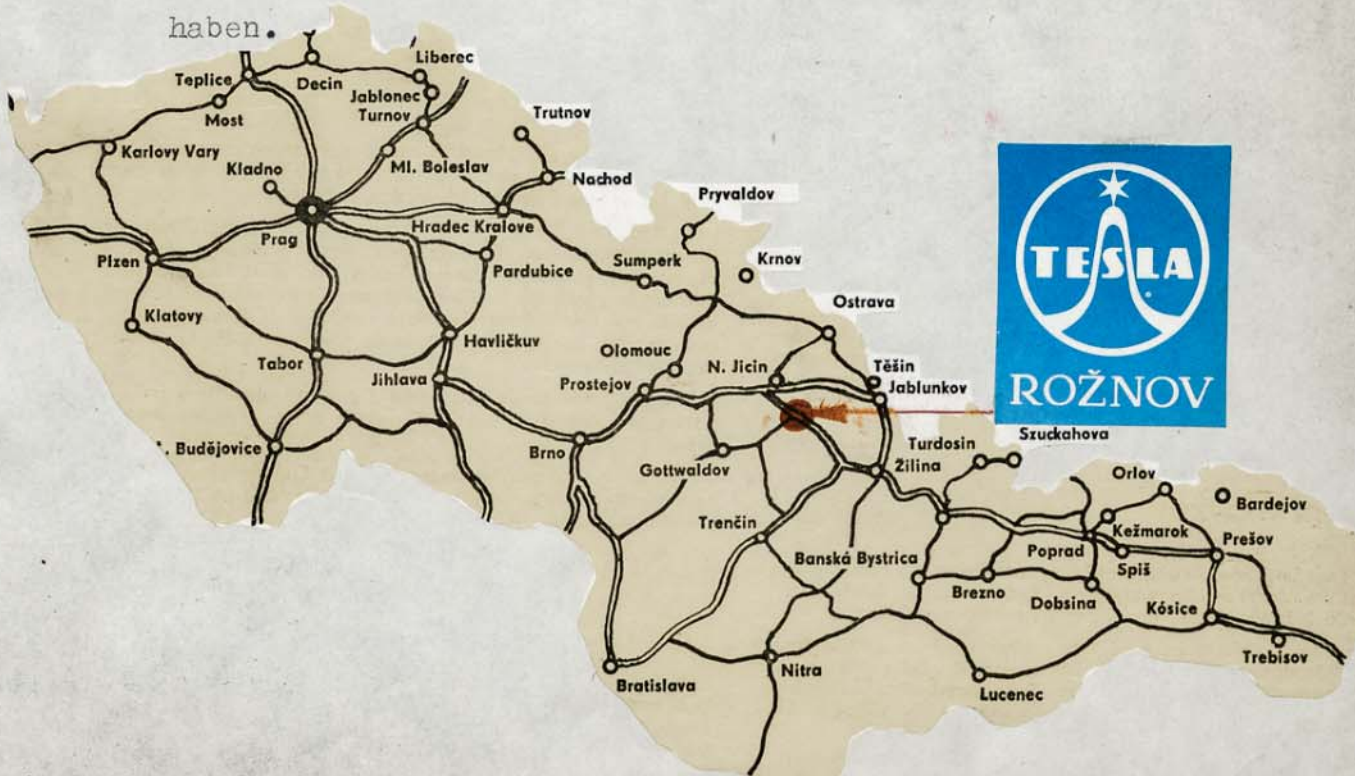 haben.
Liberec
Teplice
Decin
Jablonec
Turnov
Most
Trutnov
Karlovy Vary
Kladno
Ml. Boleslav
Nachod
Pryvaldov
Prag
Hradec Kralove
Plzen
Pardubice
Sumperk
Krnov
TESLA
ROŽNOV
Klatovy
Ostrava
Havličkuv
Olomouc
Tabor
Jihlava
N. Jicin
Těšin
Prostejov
Jablunkov
. Budějovice
Brno
Gottwaldov
Turdosin
Szuckahova
Žilina
Orlov
Bardejov
Trenčin
Kežmarok
Banská Bystrica
Poprad
Prešov
Spiš
Brezno
Dobsina
Kósice
Trebisov
Bratislava
Nitra
Lucenec